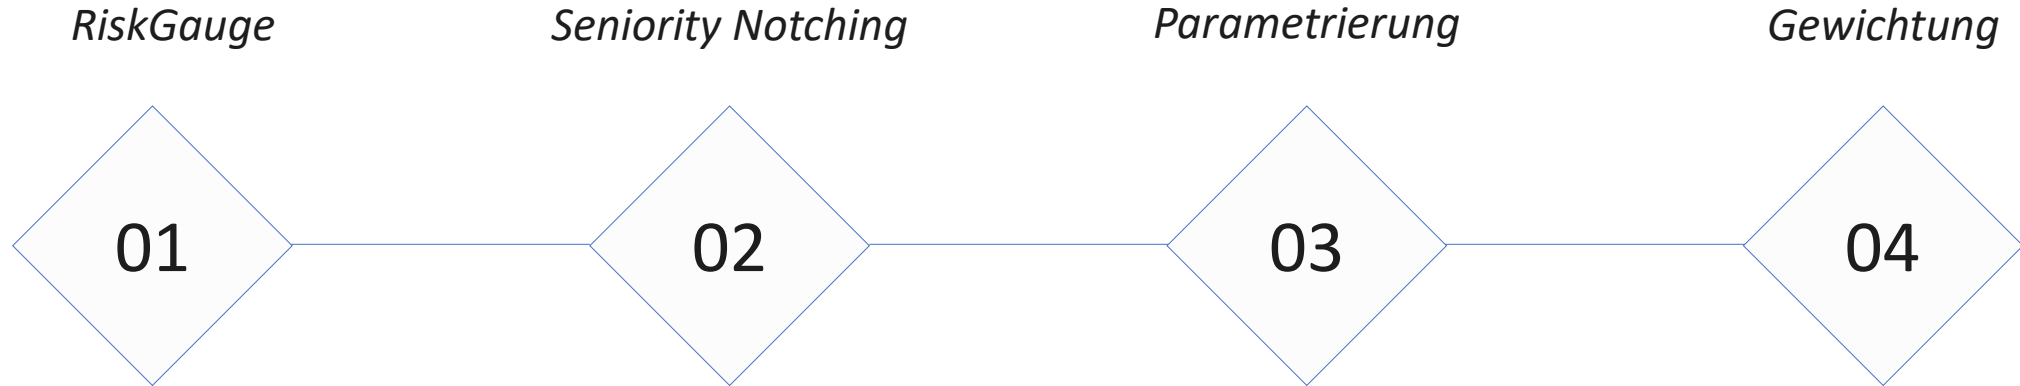 RiskGauge
Seniority Notching
Parametrierung
Gewichtung
01
02
03
04